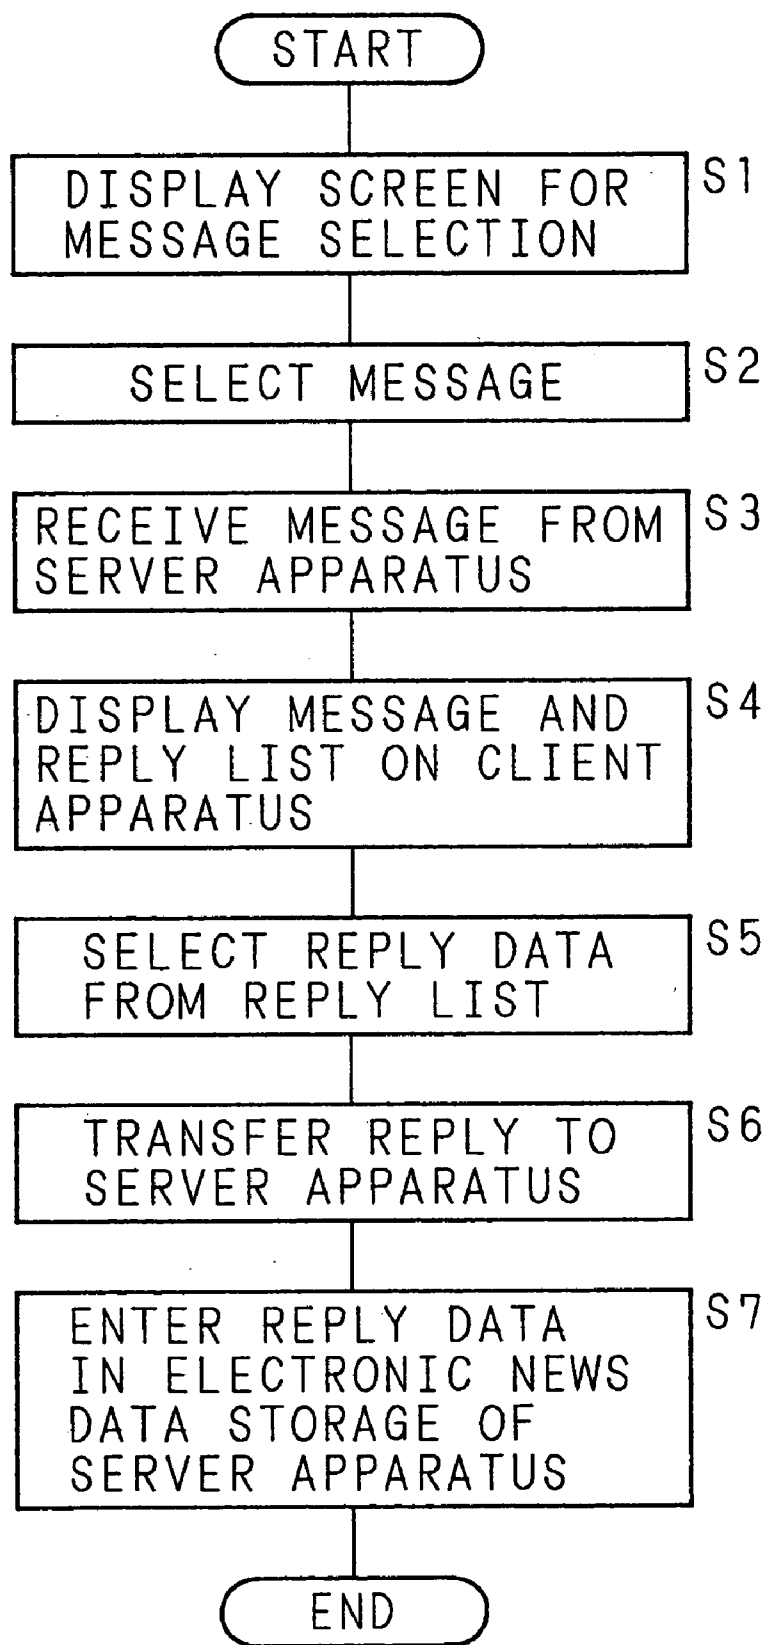 START
S1
DISPLAY SCREEN FOR
MESSAGE SELECTION
S2
SELECT MESSAGE
S3
RECEIVE MESSAGE FROM
SERVER APPARATUS
S4
DISPLAY MESSAGE AND
REPLY LIST ON CLIENT
APPARATUS
S5
SELECT REPLY DATA
FROM REPLY LIST
S6
TRANSFER REPLY TO
SERVER APPARATUS
S7
ENTER REPLY DATA
IN ELECTRONIC NEWS
DATA STORAGE OF
SERVER APPARATUS
END